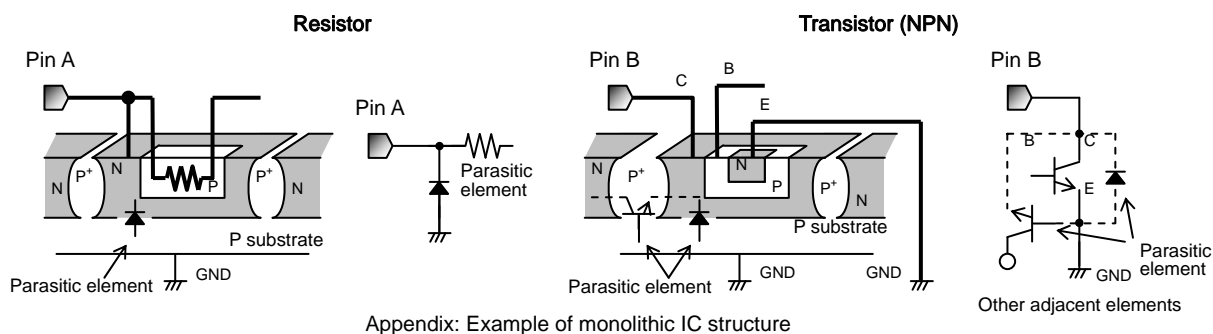 Resistor
Transistor (NPN)
Pin A
Pin A
N
P+
N
P
P+
N
Parasitic element
P substrate
GND
Parasitic
element
Pin B
C
B
E
N
P+
N
P
P+
N
P substrate
Parasitic element
GND
GND
Pin B
B
C
E
GND
Parasitic
element
Other adjacent elements
Appendix: Example of monolithic IC structure